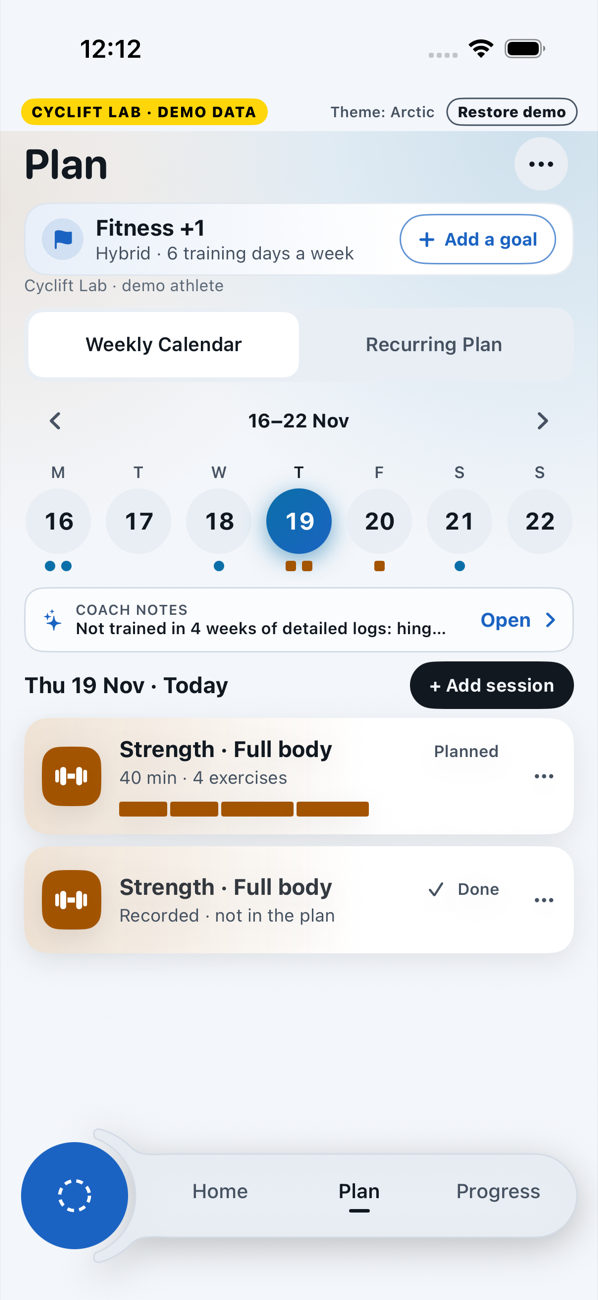 12:12
CYCLIFT LAB · DEMO DATA
Theme: Arctic
Restore demo
Plan
Fitness +1
Hybrid · 6 training days a week
+ Add a goal
Cyclift Lab · demo athlete
Weekly Calendar
Recurring Plan
16–22 Nov
M T W T F S S
16 17 18 19 20 21 22
COACH NOTES
Not trained in 4 weeks of detailed logs: hing...
Open
Thu 19 Nov · Today
+ Add session
Strength · Full body
Planned
40 min · 4 exercises
Strength · Full body
Done
Recorded · not in the plan
Home
Plan
Progress